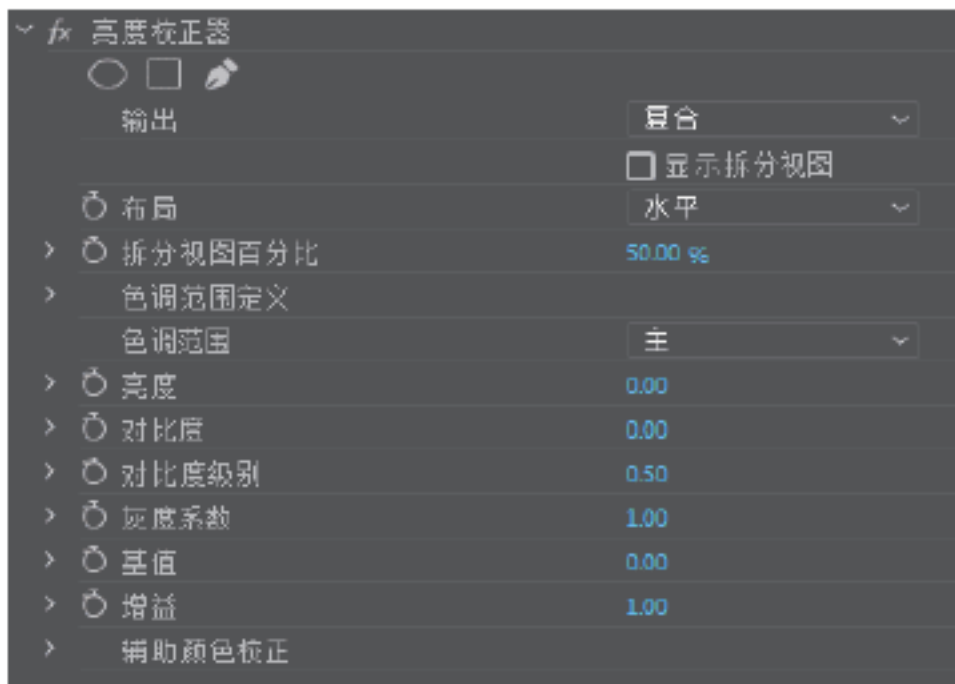 fx 亮度校正器
输出 复合
显示拆分视图
布局 水平
拆分视图百分比 50.00 %
色调范围定义
色调范围 主
亮度 0.00
对比度 0.00
对比度级别 0.50
灰度系数 1.00
基值 0.00
增益 1.00
辅助颜色校正